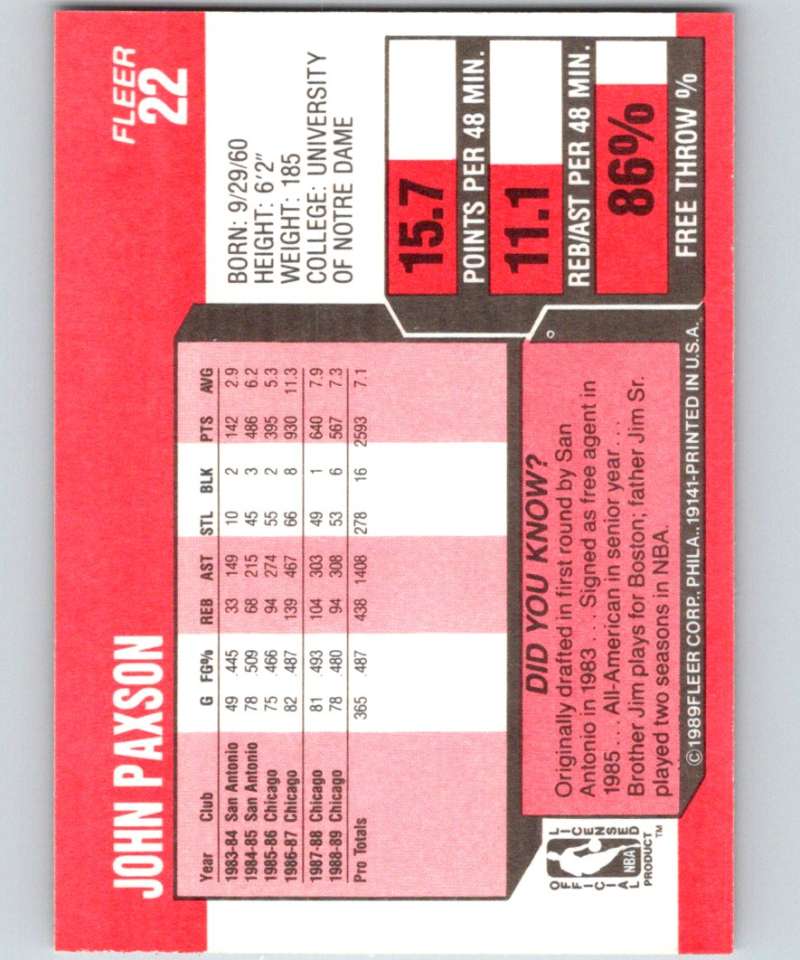 FLEER
22
JOHN PAXSON
BORN: 9/29/60
HEIGHT: 6'2"
WEIGHT: 185
COLLEGE: UNIVERSITY
OF NOTRE DAME
Year Club G FG% REB AST STL BLK PTS AVG
1983-84 San Antonio 49 .445 33 149 10 2 142 2.9
1984-85 San Antonio 78 .509 68 215 45 3 486 6.2
1985-86 Chicago 75 .466 94 274 55 2 395 5.3
1986-87 Chicago 82 .487 139 467 66 8 930 11.3
1987-88 Chicago 81 .493 104 303 49 1 640 7.9
1988-89 Chicago 78 .480 94 308 53 6 567 7.3
Pro Totals 365 .487 438 1408 278 16 2593 7.1
15.7
POINTS PER 48 MIN.
11.1
REB/AST PER 48 MIN.
86%
FREE THROW %
DID YOU KNOW?
Originally drafted in first round by San
Antonio in 1983 . . . Signed as free agent in
1985 . . . All-American in senior year . . .
Brother Jim plays for Boston; father Jim Sr.
played two seasons in NBA.
OFFICIAL LICENSED
NBA
PRODUCT™
©1989FLEER CORP., PHILA., 19141-PRINTED IN U.S.A.